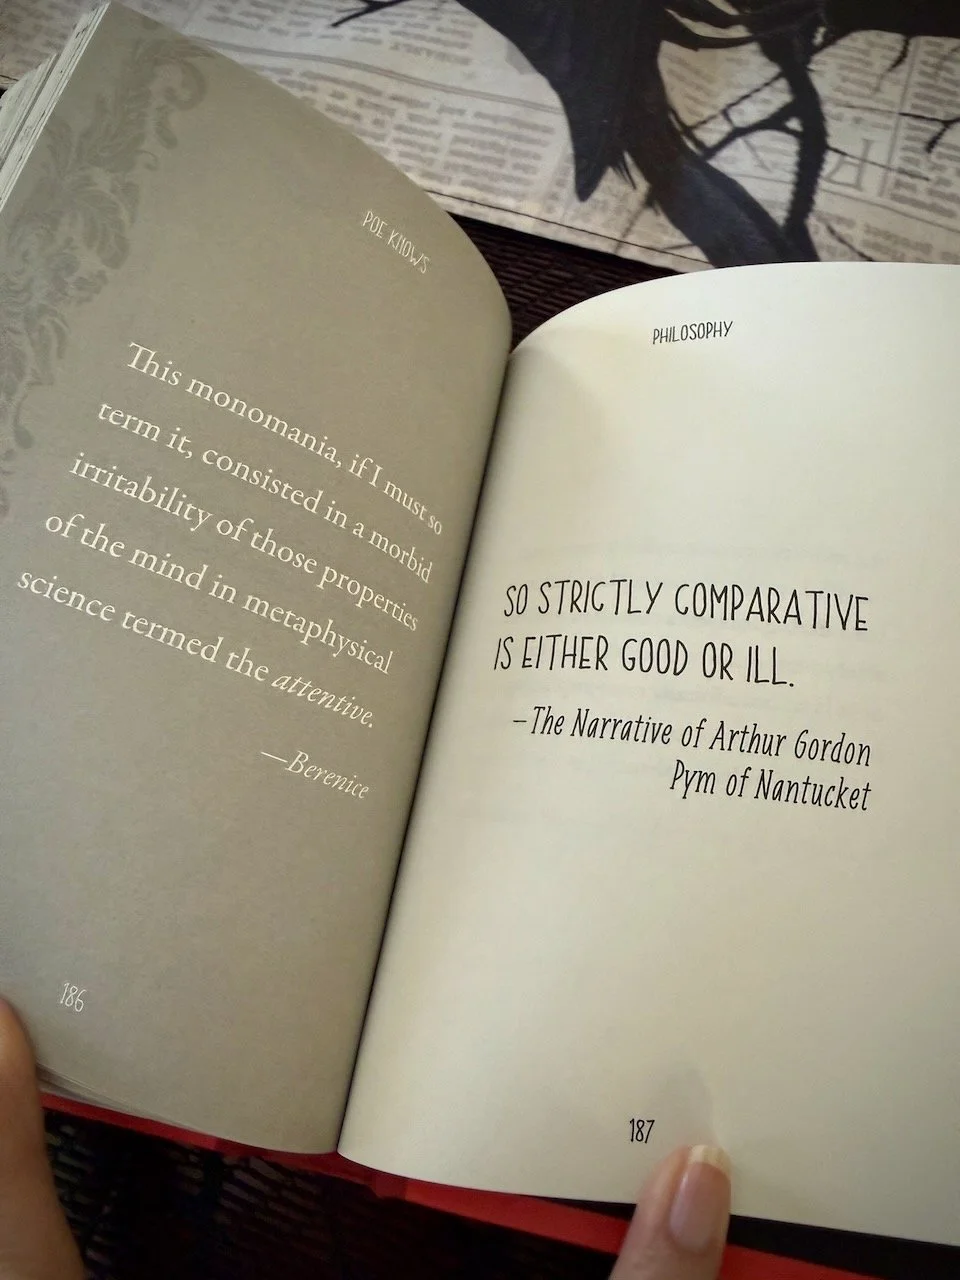 POE KNOWS
This monomania, if I must so
term it, consisted in a morbid
irritability of those properties
of the mind in metaphysical
science termed the attentive.
—Berenice
186
PHILOSOPHY
SO STRICTLY COMPARATIVE
IS EITHER GOOD OR ILL.
—The Narrative of Arthur Gordon
Pym of Nantucket
187